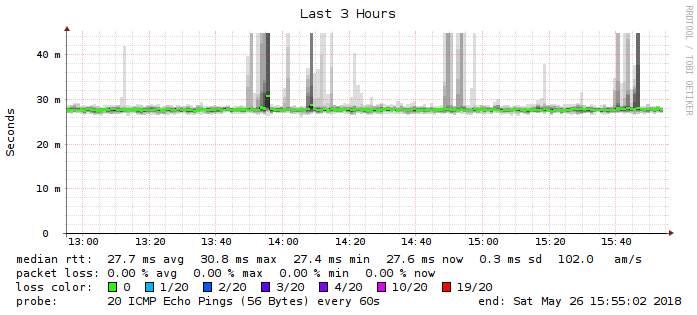 Last 3 Hours
RRDTOOL / TOBI OETIKER
Seconds
40 m
30 m
20 m
10 m
0
13:00 13:20 13:40 14:00 14:20 14:40 15:00 15:20 15:40
median rtt: 27.7 ms avg 30.8 ms max 27.4 ms min 27.6 ms now 0.3 ms sd 102.0 am/s
packet loss: 0.00 % avg 0.00 % max 0.00 % min 0.00 % now
loss color: 0 1/20 2/20 3/20 4/20 10/20 19/20
probe: 20 ICMP Echo Pings (56 Bytes) every 60s end: Sat May 26 15:55:02 2018